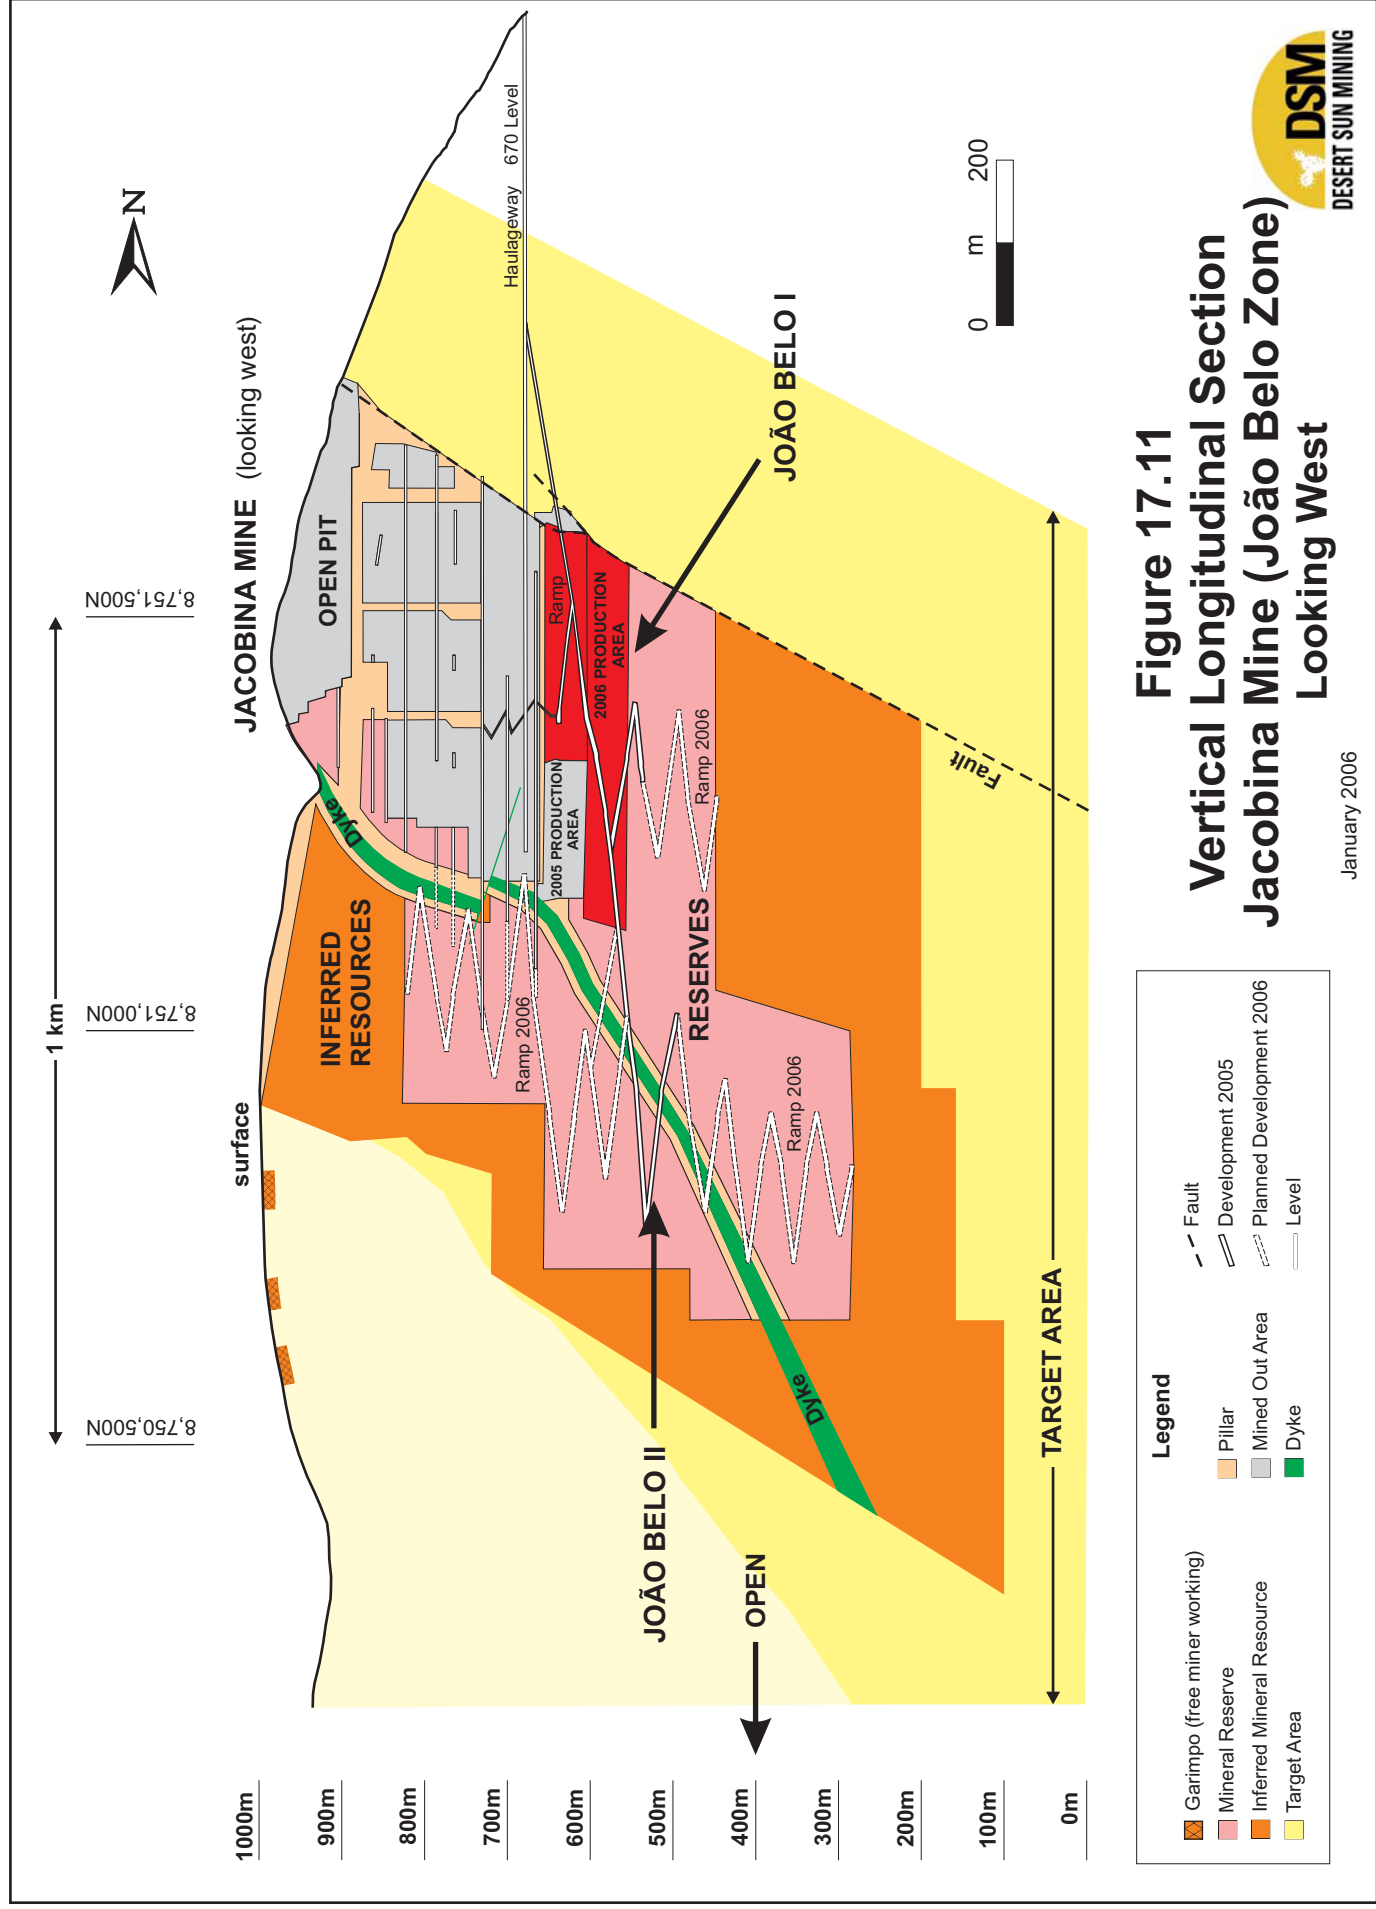 1 km
8,750,500N
8,751,000N
8,751,500N
N
JACOBINA MINE (looking west)
surface
1000m
900m
800m
700m
600m
500m
400m
300m
200m
100m
0m
OPEN PIT
Dyke
INFERRED
RESOURCES
Haulageway 670 Level
Ramp
2005 PRODUCTION
AREA
2006 PRODUCTION
AREA
Ramp 2006
Ramp 2006
Ramp 2006
RESERVES
JOÃO BELO II
JOÃO BELO I
OPEN
Dyke
Fault
TARGET AREA
0 m 200
Legend
Garimpo (free miner working)
Mineral Reserve
Inferred Mineral Resource
Target Area
Pillar
Mined Out Area
Dyke
Fault
Development 2005
Planned Development 2006
Level
Figure 17.11
Vertical Longitudinal Section
Jacobina Mine (João Belo Zone)
Looking West
January 2006
DSM
DESERT SUN MINING